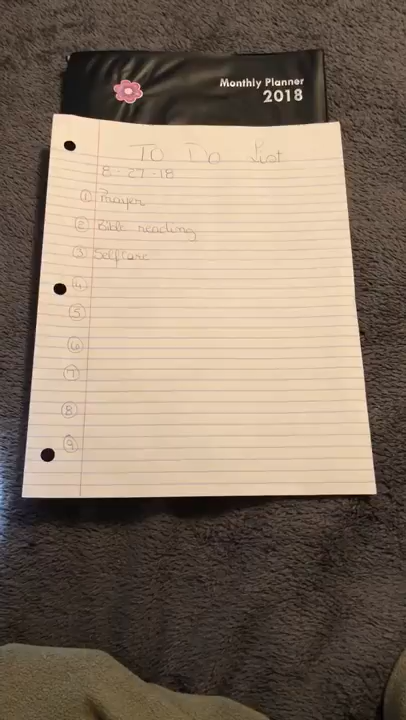 Monthly Planner
2018
To Do List
8-27-18
① Prayer
② Bible reading
③ Selfcare
④
⑤
⑥
⑦
⑧
⑨